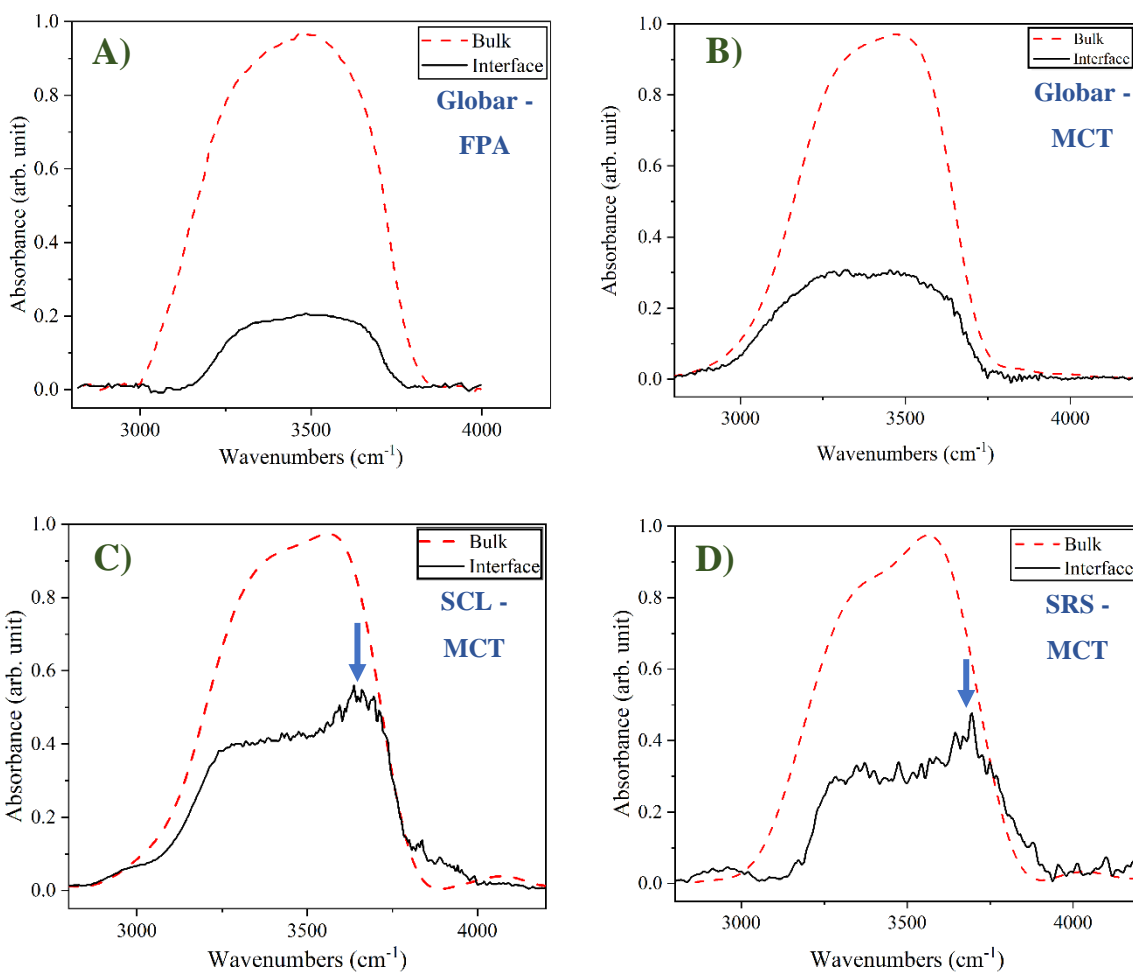 A)
Bulk
Interface
Globar -
FPA
Absorbance (arb. unit)
1.0
0.8
0.6
0.4
0.2
0.0
3000 3500 4000
Wavenumbers (cm⁻¹)
B)
Bulk
Interface
Globar -
MCT
Absorbance (arb. unit)
1.0
0.8
0.6
0.4
0.2
0.0
3000 3500 4000
Wavenumbers (cm⁻¹)
C)
Bulk
Interface
SCL -
MCT
Absorbance (arb. unit)
1.0
0.8
0.6
0.4
0.2
0.0
3000 3500 4000
Wavenumbers (cm⁻¹)
D)
Bulk
Interface
SRS -
MCT
Absorbance (arb. unit)
1.0
0.8
0.6
0.4
0.2
0.0
3000 3500 4000
Wavenumbers (cm⁻¹)